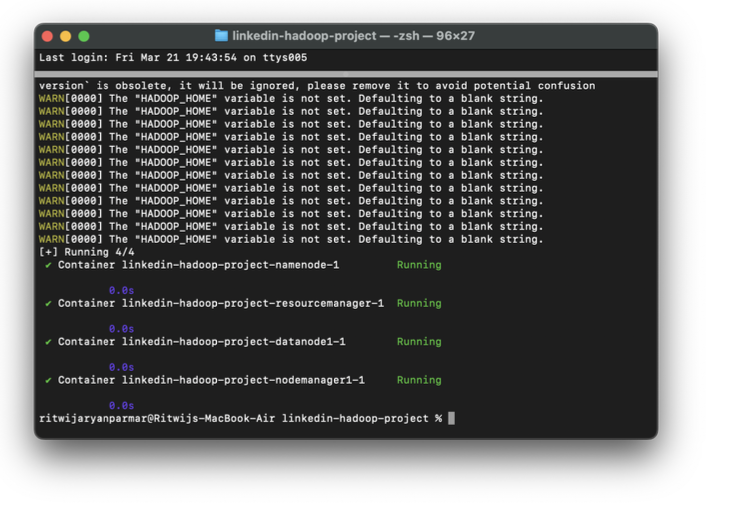 linkedin-hadoop-project — -zsh — 96×27
Last login: Fri Mar 21 19:43:54 on ttys005
version` is obsolete, it will be ignored, please remove it to avoid potential confusion
WARN[0000] The "HADOOP_HOME" variable is not set. Defaulting to a blank string.
WARN[0000] The "HADOOP_HOME" variable is not set. Defaulting to a blank string.
WARN[0000] The "HADOOP_HOME" variable is not set. Defaulting to a blank string.
WARN[0000] The "HADOOP_HOME" variable is not set. Defaulting to a blank string.
WARN[0000] The "HADOOP_HOME" variable is not set. Defaulting to a blank string.
WARN[0000] The "HADOOP_HOME" variable is not set. Defaulting to a blank string.
WARN[0000] The "HADOOP_HOME" variable is not set. Defaulting to a blank string.
WARN[0000] The "HADOOP_HOME" variable is not set. Defaulting to a blank string.
WARN[0000] The "HADOOP_HOME" variable is not set. Defaulting to a blank string.
WARN[0000] The "HADOOP_HOME" variable is not set. Defaulting to a blank string.
WARN[0000] The "HADOOP_HOME" variable is not set. Defaulting to a blank string.
WARN[0000] The "HADOOP_HOME" variable is not set. Defaulting to a blank string.
[+] Running 4/4
✔ Container linkedin-hadoop-project-namenode-1 Running
0.0s
✔ Container linkedin-hadoop-project-resourcemanager-1 Running
0.0s
✔ Container linkedin-hadoop-project-datanode1-1 Running
0.0s
✔ Container linkedin-hadoop-project-nodemanager1-1 Running
0.0s
ritwijaryanparmar@Ritwijs-MacBook-Air linkedin-hadoop-project %